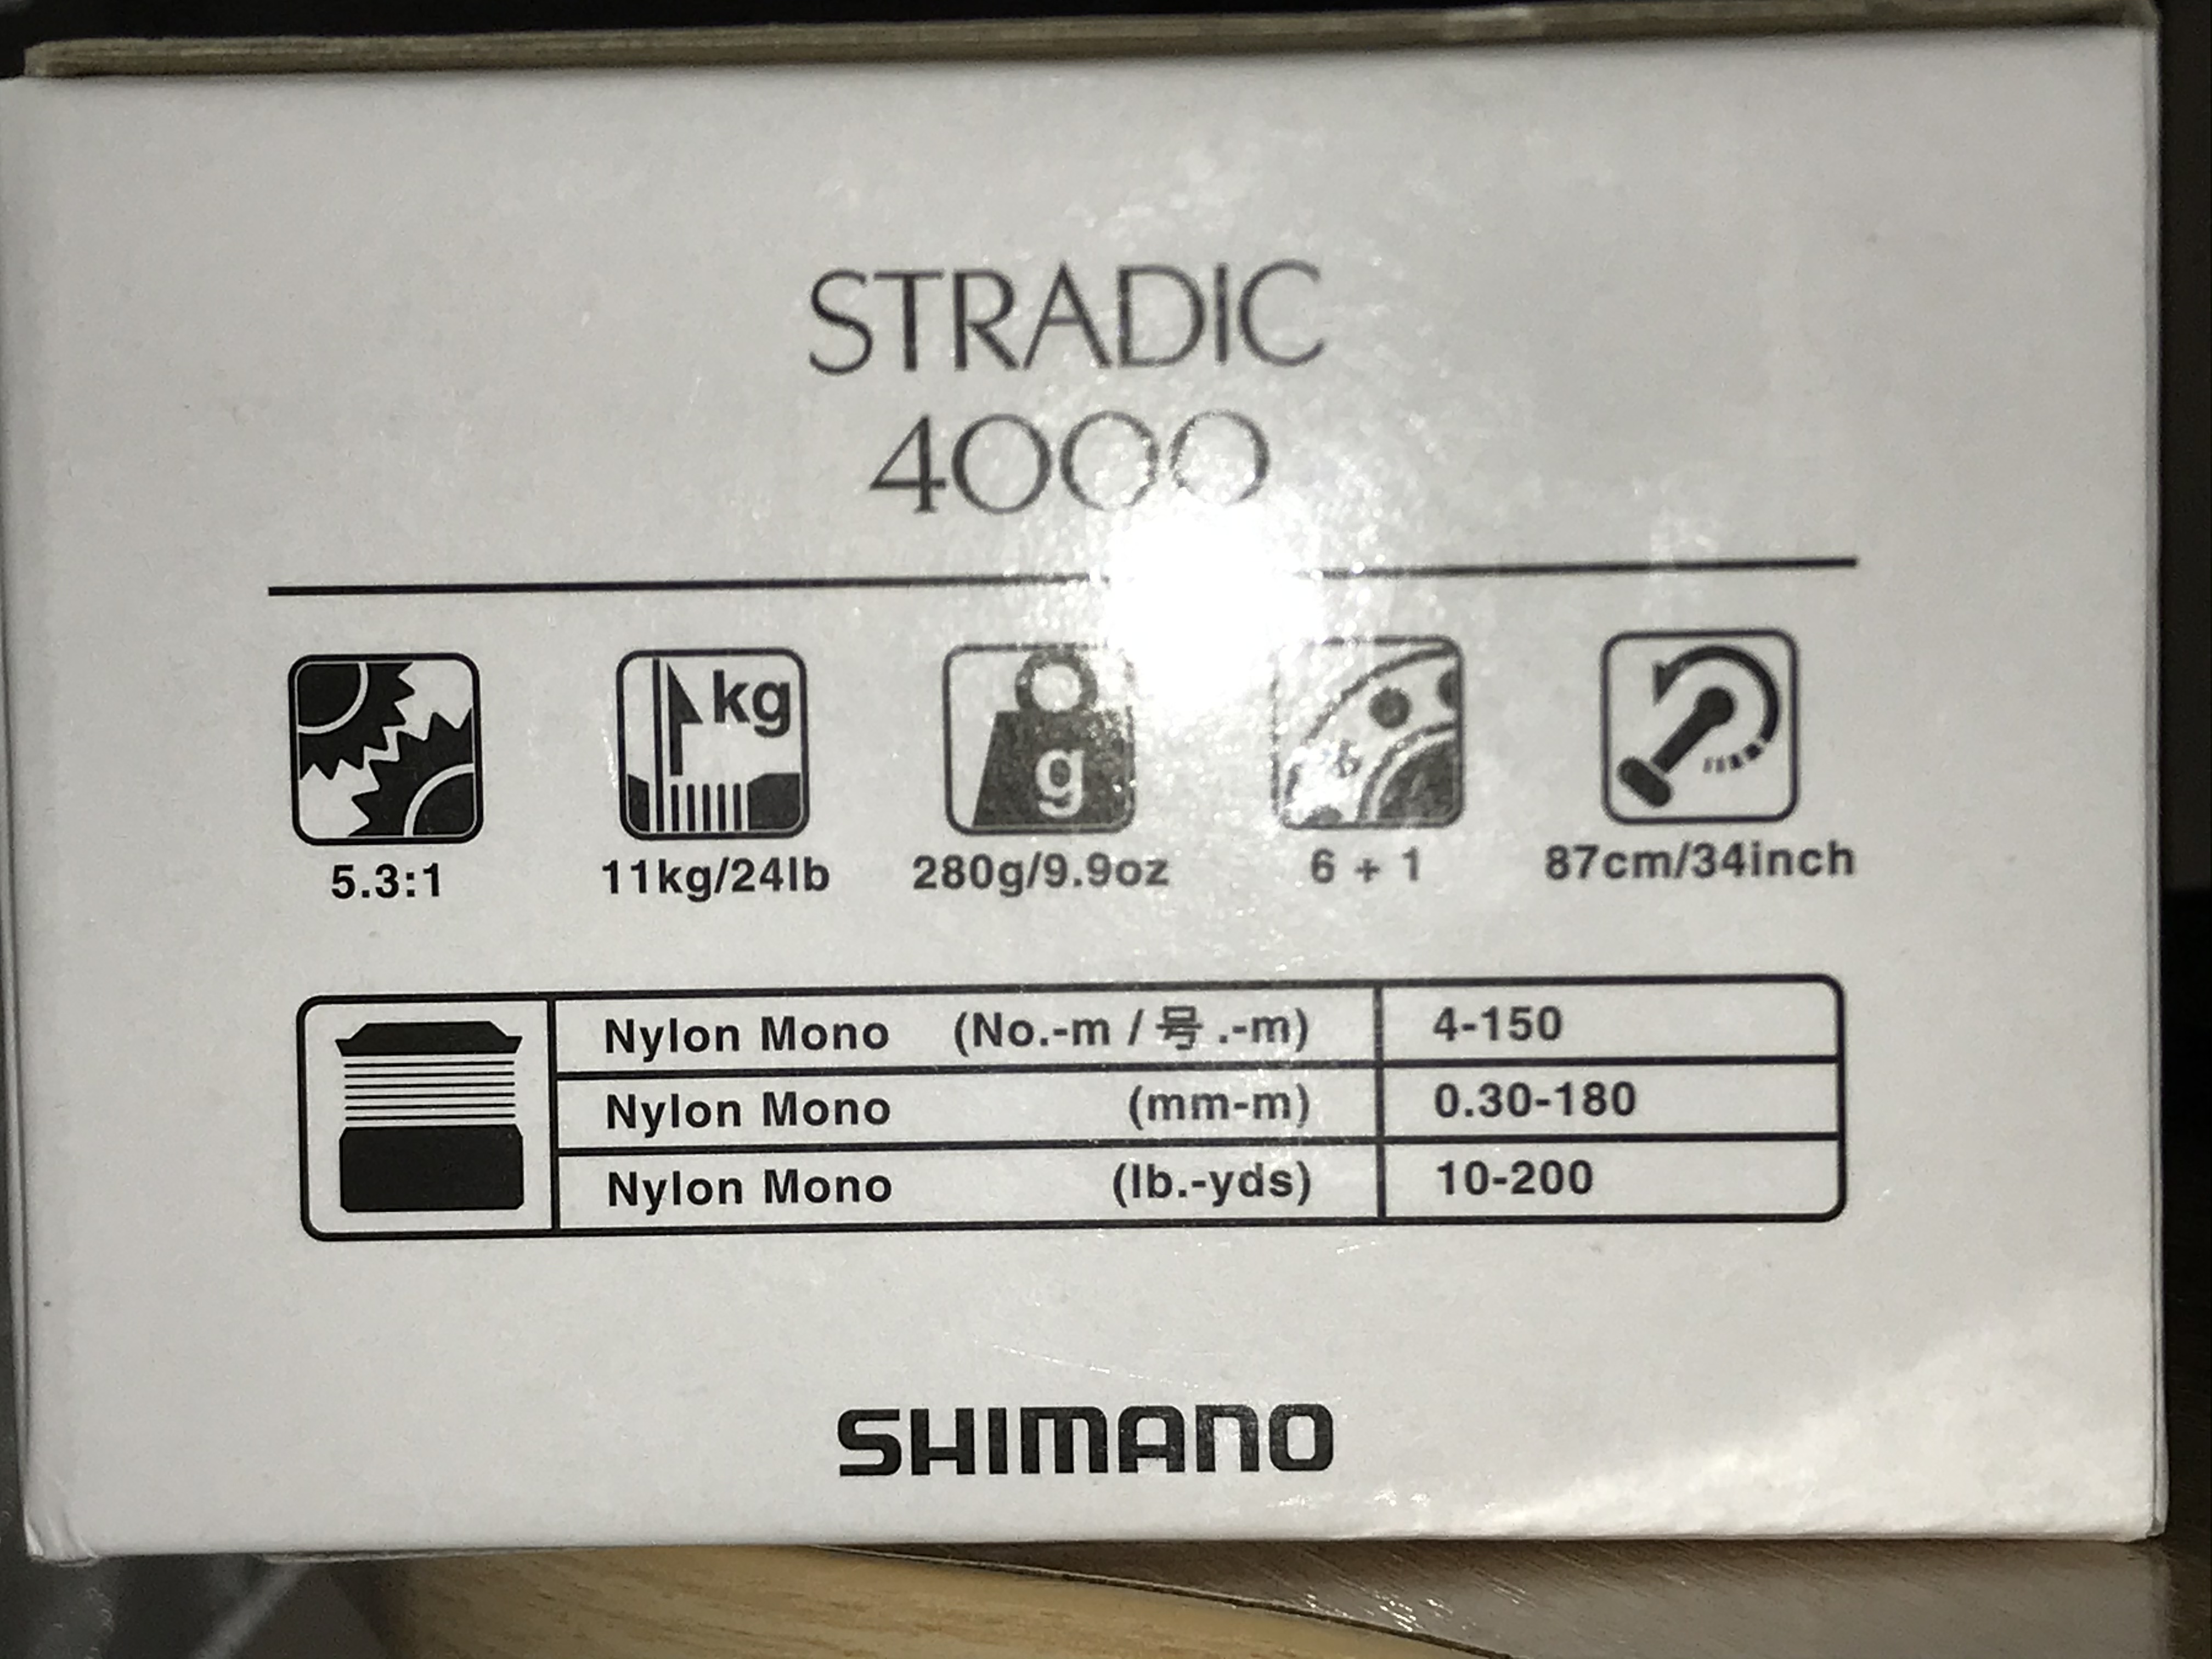 STRADIC
4000
kg
g
5.3:1 11kg/24lb 280g/9.9oz 6 + 1 87cm/34inch
Nylon Mono (No.-m / 号 .-m) 4-150
Nylon Mono (mm-m) 0.30-180
Nylon Mono (lb.-yds) 10-200
SHIMANO